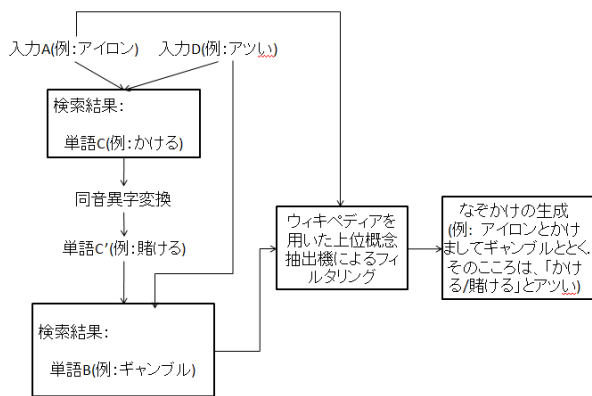 入力A(例：アイロン)
入力D(例：アツい)
検索結果：
単語C(例：かける)
同音異字変換
単語C'(例：賭ける)
検索結果：
単語B(例：ギャンブル)
ウィキペディアを
用いた上位概念
抽出機によるフィ
ルタリング
なぞかけの生成
(例： アイロンとかけ
ましてギャンブルととく.
そのこころは、「かけ
る/賭ける」とアツい)